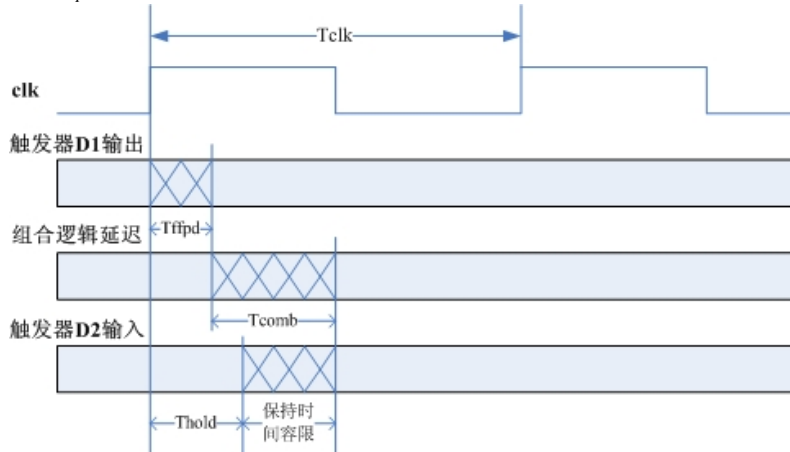 Tclk
clk
触发器D1输出
Tffpd
组合逻辑延迟
Tcomb
触发器D2输入
Thold
保持时
间容限